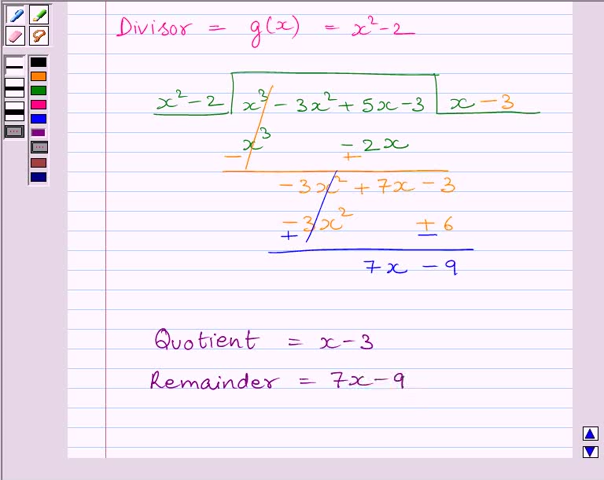 Divisor = g(x) = x² - 2
x² - 2 x³ - 3x² + 5x - 3 x - 3
x³ - 2x
- +
- 3x² + 7x - 3
- 3x² + 6
+ -
7x - 9
Quotient = x - 3
Remainder = 7x - 9